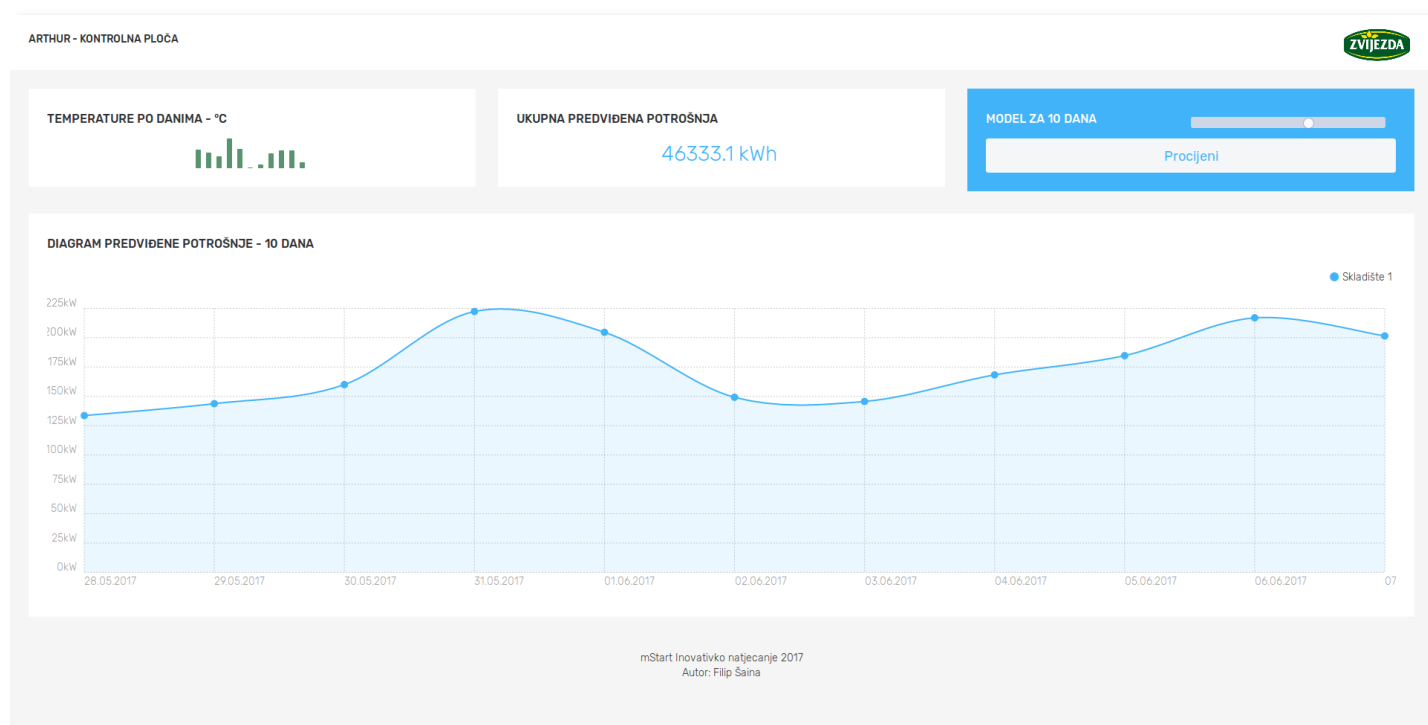 ARTHUR - KONTROLNA PLOČA
ZVIJEZDA
TEMPERATURE PO DANIMA - °C
UKUPNA PREDVIĐENA POTROŠNJA
46333.1 kWh
MODEL ZA 10 DANA
Procijeni
DIAGRAM PREDVIĐENE POTROŠNJE - 10 DANA
Skladište 1
225kW
200kW
175kW
150kW
125kW
100kW
75kW
50kW
25kW
0kW
28.05.2017 29.05.2017 30.05.2017 31.05.2017 01.06.2017 02.06.2017 03.06.2017 04.06.2017 05.06.2017 06.06.2017 07
mStart Inovativko natjecanje 2017
Autor: Filip Šaina